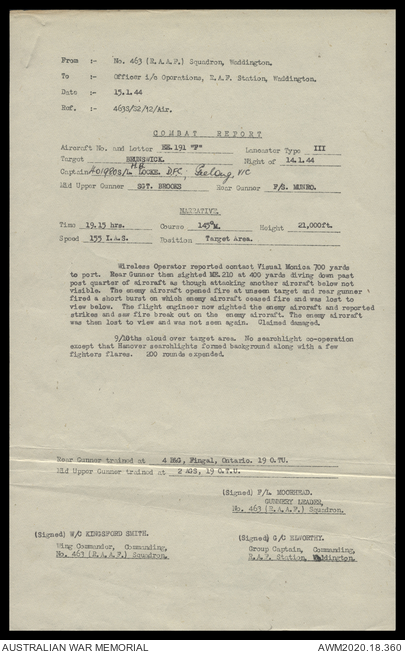 From :- No. 463 (R.A.A.F.) Squadron, Waddington.
To :- Officer i/c Operations, R.A.F. Station, Waddington.
Date :- 15.1.44
Ref. :- 463S/S2/12/Air.
COMBAT REPORT
Aircraft No. and Letter EE.191 "F" Lancaster Type III
Target BRUNSWICK. Night of 14.1.44
Captain LOCKE. H.B. DFC, Geelong, VIC
Mid Upper Gunner SGT. BROOKS Rear Gunner F/S. MUNRO.
NARRATIVE
Time 19.15 hrs. Course 145°M. Height 21,000ft.
Speed 155 I.A.S. Position Target Area.
Wireless Operator reported contact Visual Monica 700 yards
to port. Rear Gunner then sighted ME.210 at 400 yards diving down past
post quarter of aircraft as though attacking another aircraft below not
visible. The enemy aircraft opened fire at unseen target and rear gunner
fired a short burst on which enemy aircraft ceased fire and was lost to
view below. The flight engineer now sighted the enemy aircraft and reported
strikes and saw fire break out on the enemy aircraft. The enemy aircraft
was then lost to view and was not seen again. Claimed damaged.
9/10ths cloud over target area. No searchlight co-operation
except that Hanover searchlights formed background along with a few
fighters flares. 200 rounds expended.
Rear Gunner trained at 4 B&G, Fingal, Ontario. 19 O.TU.
Mid Upper Gunner trained at 2 AGS, 19 O.T.U.
(Signed) F/L. MOORHEAD.
GUNNERY LEADER,
No. 463 (R.A.A.F.) Squadron.
(Signed) W/C KINGSFORD SMITH.
Wing Commander, Commanding,
No. 463 (R.A.A.F.) Squadron.
(Signed) G/C ELWORTHY.
Group Captain, Commanding,
R.A.F. Station, Waddington.
AUSTRALIAN WAR MEMORIAL AWM2020.18.360